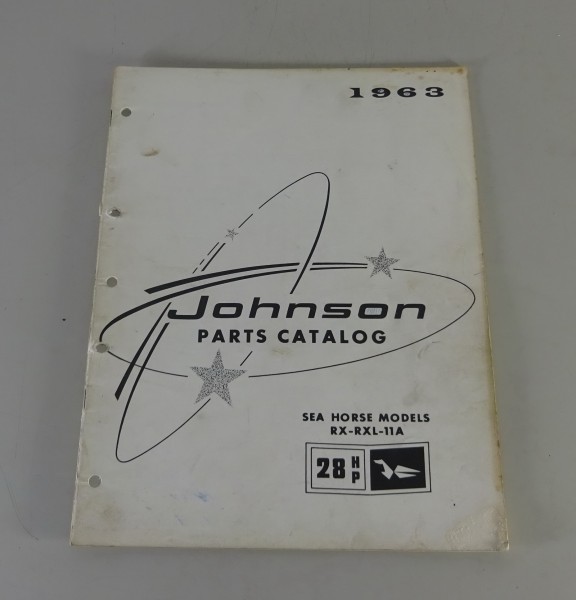 1963
Johnson
PARTS CATALOG
SEA HORSE MODELS
RX-RXL-11A
28 HP